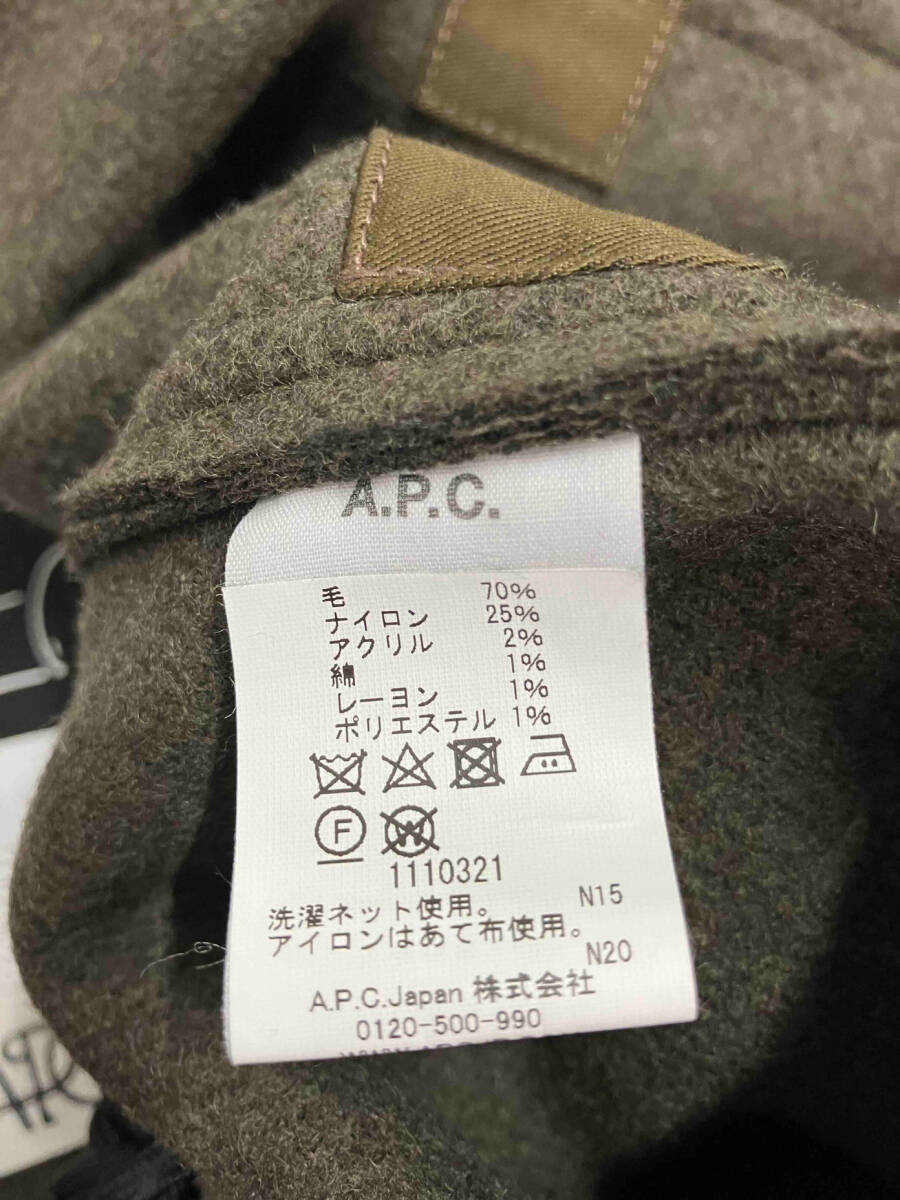 A.P.C.
毛 70%
ナイロン 25%
アクリル 2%
綿 1%
レーヨン 1%
ポリエステル 1%
F W
1110321
洗濯ネット使用。 N15
アイロンはあて布使用。 N20
A.P.C.Japan 株式会社
0120-500-990